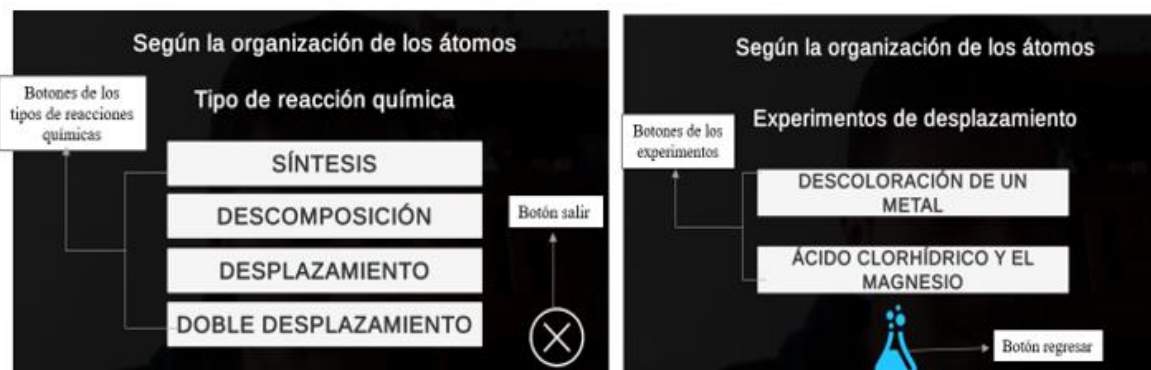 Según la organización de los átomos
Tipo de reacción química
Botones de los
tipos de reacciones
químicas
SÍNTESIS
DESCOMPOSICIÓN
DESPLAZAMIENTO
DOBLE DESPLAZAMIENTO
Botón salir
Según la organización de los átomos
Experimentos de desplazamiento
Botones de los
experimentos
DESCOLORACIÓN DE UN
METAL
ÁCIDO CLORHÍDRICO Y EL
MAGNESIO
Botón regresar